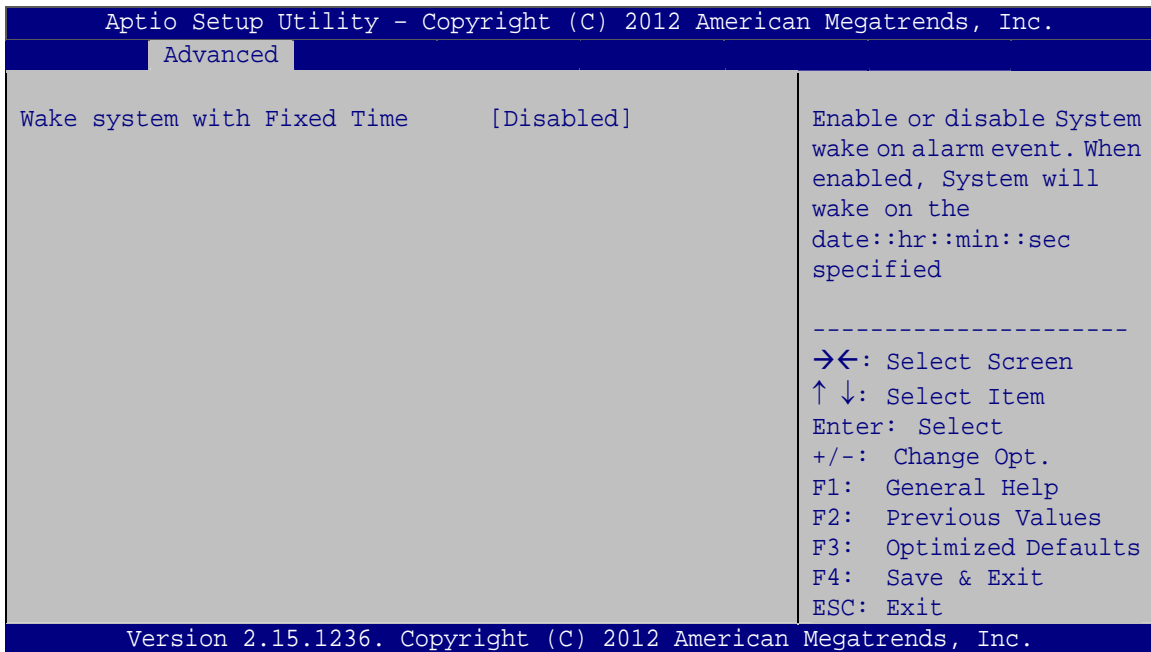 Aptio Setup Utility – Copyright (C) 2012 American Megatrends, Inc.
Advanced
Wake system with Fixed Time [Disabled]
Enable or disable System
wake on alarm event. When
enabled, System will
wake on the
date::hr::min::sec
specified
----------------------
→←: Select Screen
↑ ↓: Select Item
Enter: Select
+/-: Change Opt.
F1: General Help
F2: Previous Values
F3: Optimized Defaults
F4: Save & Exit
ESC: Exit
Version 2.15.1236. Copyright (C) 2012 American Megatrends, Inc.